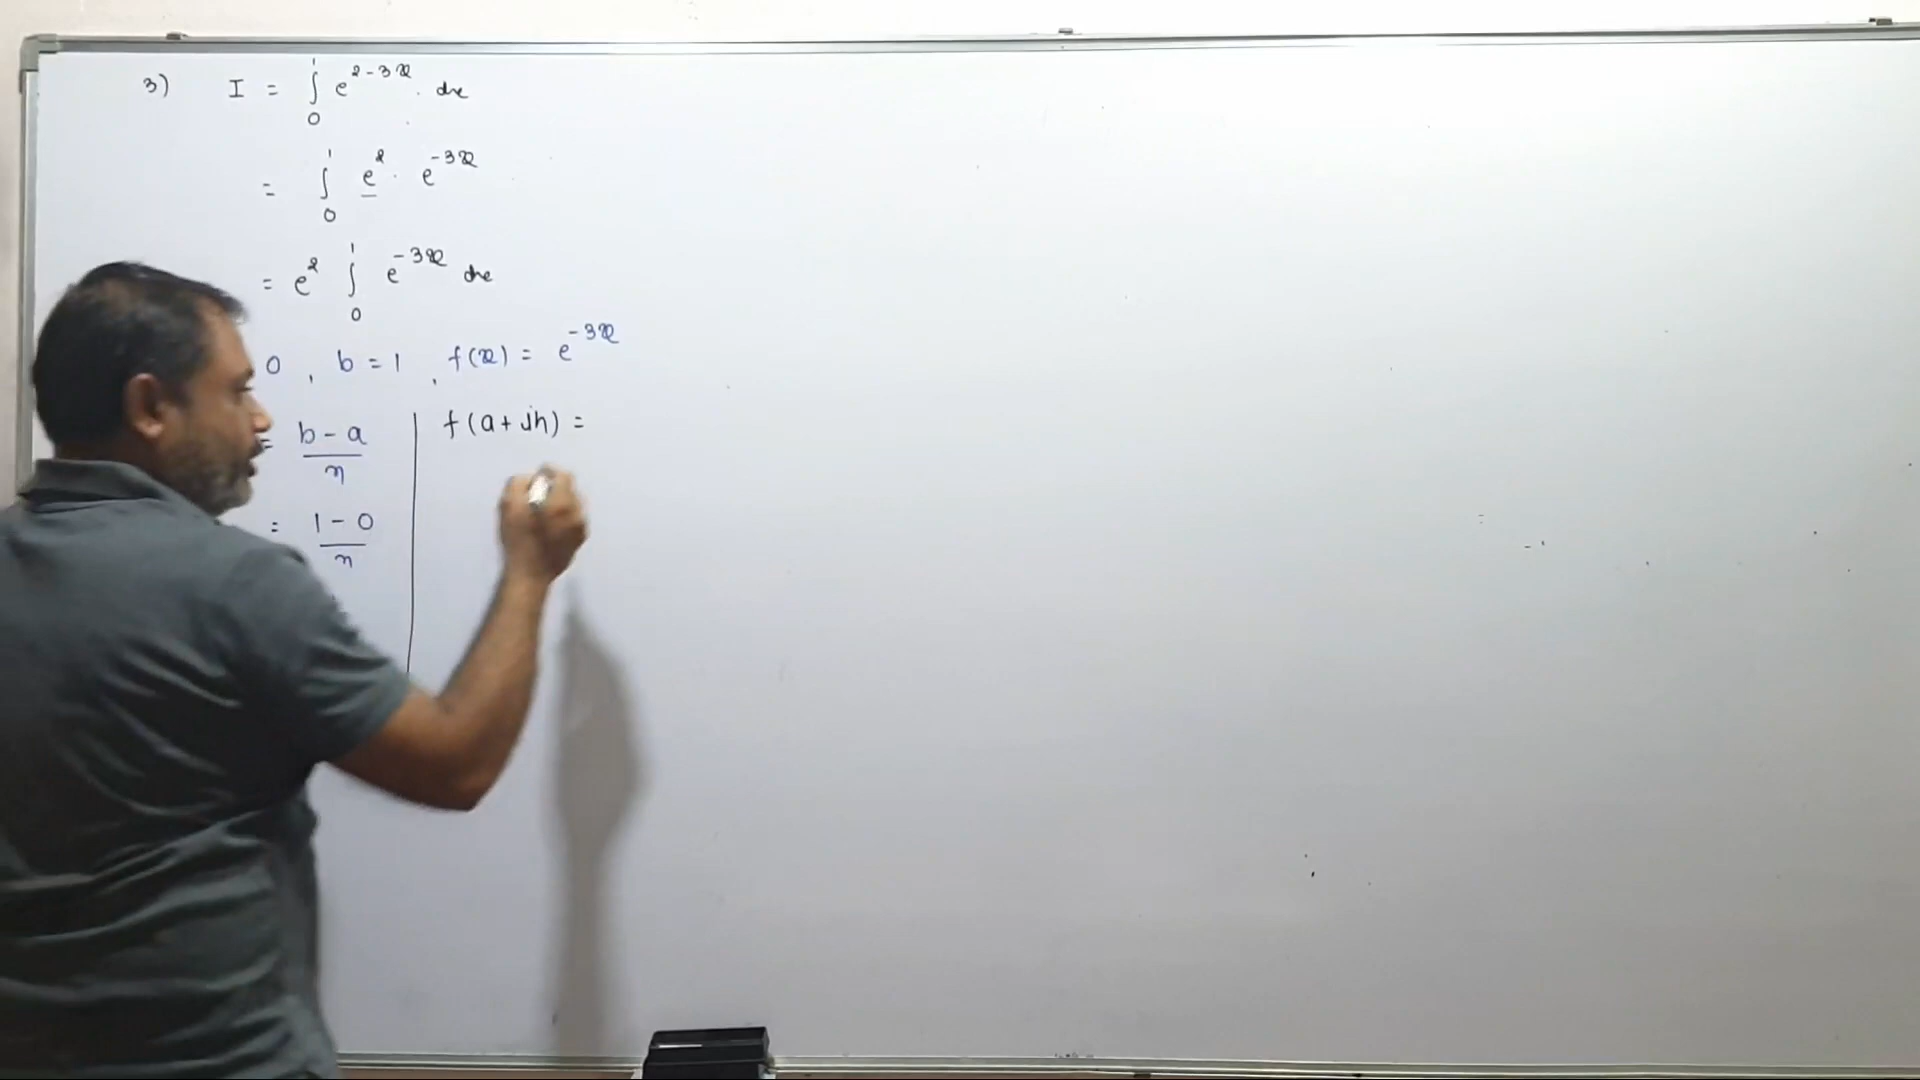 3) I = ∫₀¹ e^{2-3x} . dx
= ∫₀¹ e² . e^{-3x}
= e² ∫₀¹ e^{-3x} dx
0 , b = 1 , f(x) = e^{-3x}
= (b - a)/n
f(a + jh) =
= (1 - 0)/n